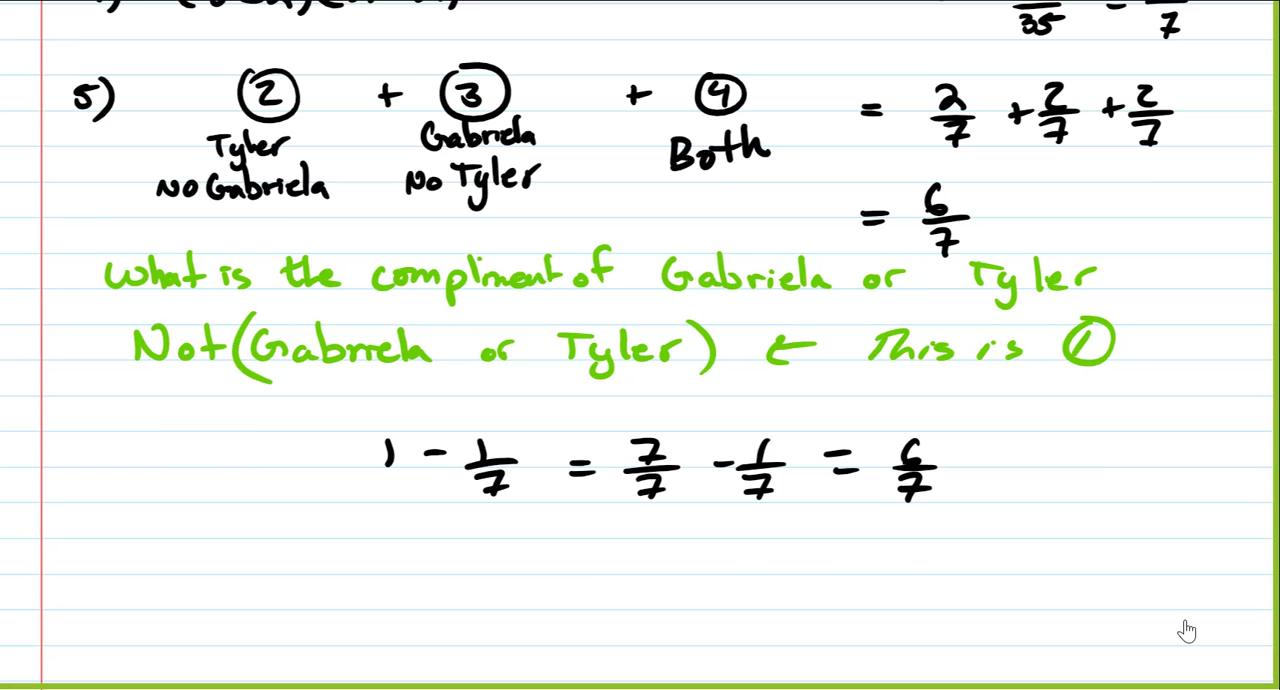 35 = 7
5) ② + ③ + ④ = 2/7 + 2/7 + 2/7
Tyler Gabriela Both
No Gabriela No Tyler
= 6/7
What is the compliment of Gabriela or Tyler
Not (Gabriela or Tyler) ← This is ①
1 - 1/7 = 7/7 - 1/7 = 6/7